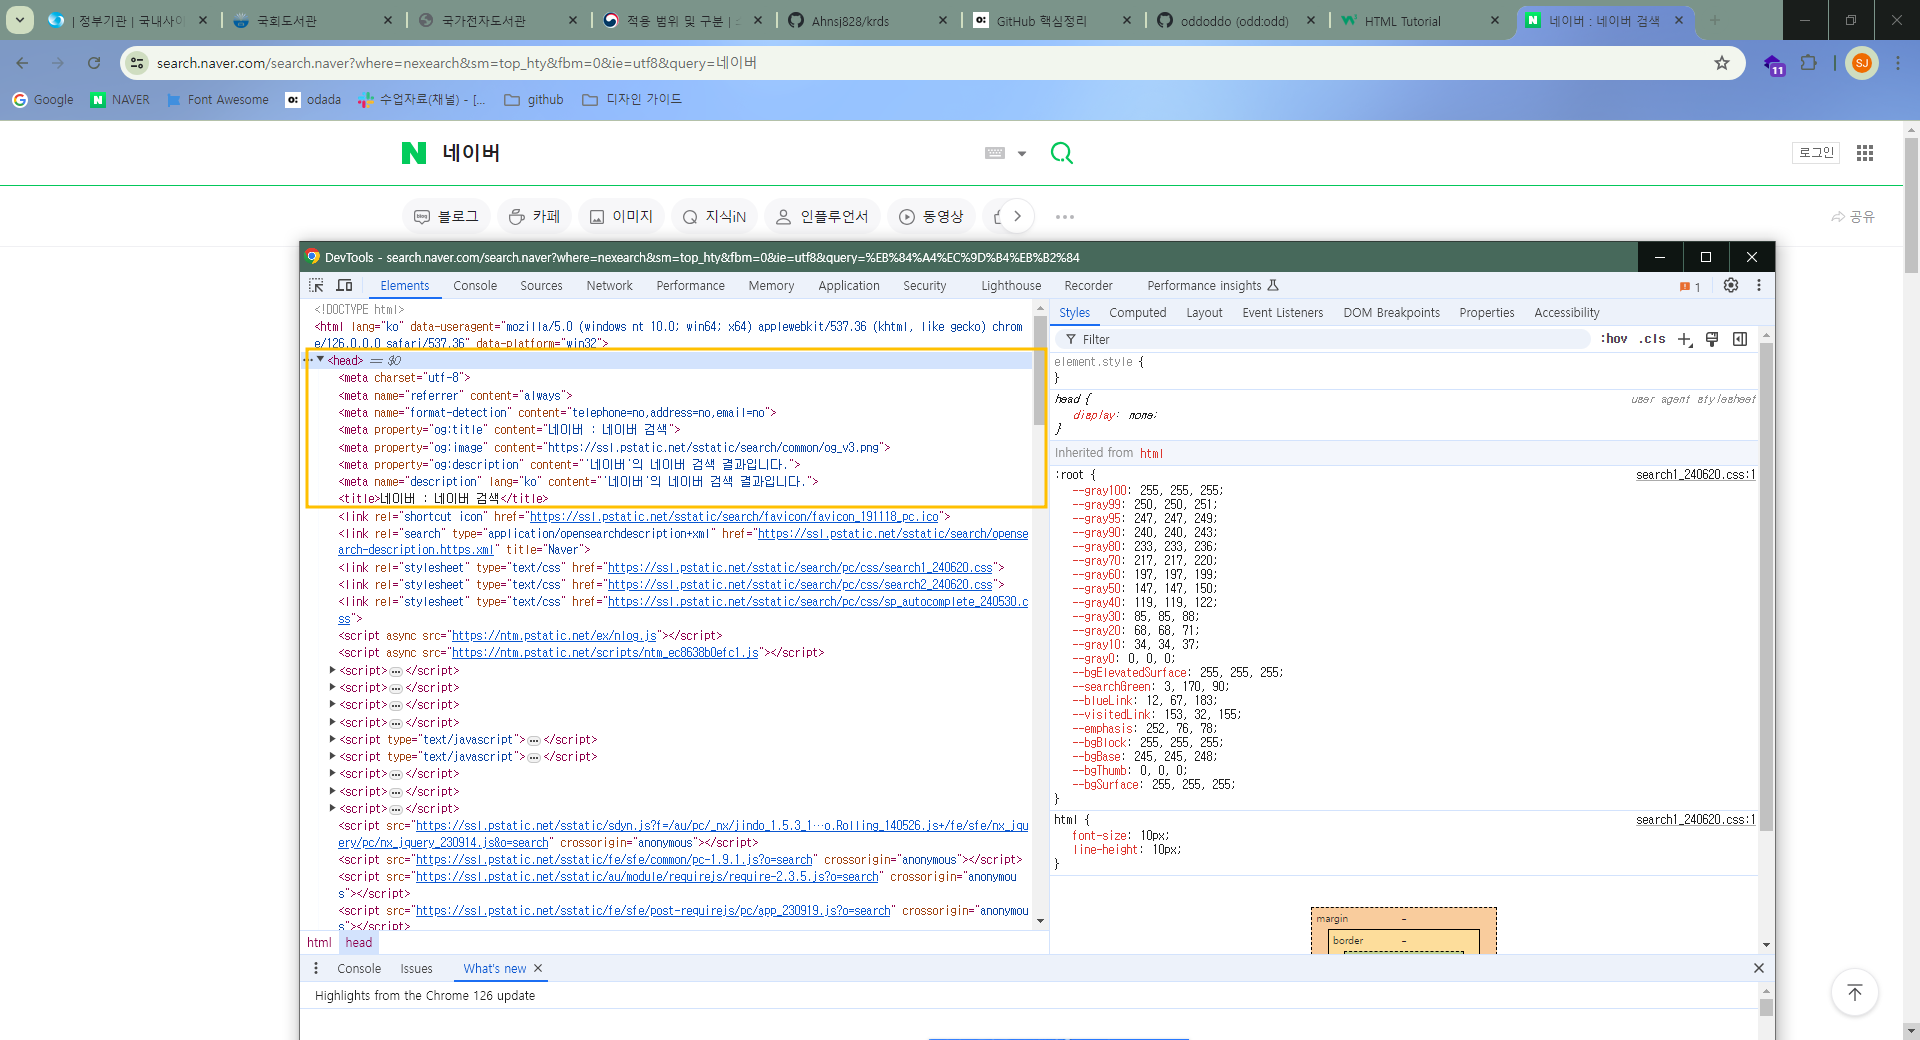 | 정부기관 | 국내사이
국회도서관
국가전자도서관
적용 범위 및 구분 |
Ahnsj828/krds
GitHub 핵심정리
oddoddo (odd:odd)
HTML Tutorial
네이버 : 네이버 검색
search.naver.com/search.naver?where=nexearch&sm=top_hty&fbm=0&ie=utf8&query=네이버
11
SJ
Google
NAVER
Font Awesome
odada
수업자료(채널) - [...
github
디자인 가이드
네이버
로그인
블로그
카페
이미지
지식iN
인플루언서
동영상
공유
DevTools - search.naver.com/search.naver?where=nexearch&sm=top_hty&fbm=0&ie=utf8&query=%EB%84%A4%EC%9D%B4%EB%B2%84
Elements Console Sources Network Performance Memory Application Security Lighthouse Recorder Performance insights
1
<!DOCTYPE html>
<html lang="ko" data-useragent="mozilla/5.0 (windows nt 10.0; win64; x64) applewebkit/537.36 (khtml, like gecko) chrom
e/126.0.0.0 safari/537.36" data-platform="win32">
<head> == $0
<meta charset="utf-8">
<meta name="referrer" content="always">
<meta name="format-detection" content="telephone=no,address=no,email=no">
<meta property="og:title" content="네이버 : 네이버 검색">
<meta property="og:image" content="https://ssl.pstatic.net/sstatic/search/common/og_v3.png">
<meta property="og:description" content="'네이버'의 네이버 검색 결과입니다.">
<meta name="description" lang="ko" content="'네이버'의 네이버 검색 결과입니다.">
<title>네이버 : 네이버 검색</title>
<link rel="shortcut icon" href="https://ssl.pstatic.net/sstatic/search/favicon/favicon_191118_pc.ico">
<link rel="search" type="application/opensearchdescription+xml" href="https://ssl.pstatic.net/sstatic/search/opense
arch-description.https.xml" title="Naver">
<link rel="stylesheet" type="text/css" href="https://ssl.pstatic.net/sstatic/search/pc/css/search1_240620.css">
<link rel="stylesheet" type="text/css" href="https://ssl.pstatic.net/sstatic/search/pc/css/search2_240620.css">
<link rel="stylesheet" type="text/css" href="https://ssl.pstatic.net/sstatic/search/pc/css/sp_autocomplete_240530.c
ss">
<script async src="https://ntm.pstatic.net/ex/nlog.js"></script>
<script async src="https://ntm.pstatic.net/scripts/ntm_ec8638b0efc1.js"></script>
<script>…</script>
<script>…</script>
<script>…</script>
<script>…</script>
<script type="text/javascript">…</script>
<script type="text/javascript">…</script>
<script>…</script>
<script>…</script>
<script>…</script>
<script src="https://ssl.pstatic.net/sstatic/sdyn.js?f=/au/pc/_nx/jindo_1.5.3_1…o.Rolling_140526.js+/fe/sfe/nx_jqu
ery/pc/nx_jquery_230914.js&o=search" crossorigin="anonymous"></script>
<script src="https://ssl.pstatic.net/sstatic/fe/sfe/common/pc-1.9.1.js?o=search" crossorigin="anonymous"></script>
<script src="https://ssl.pstatic.net/sstatic/au/module/requirejs/require-2.3.5.js?o=search" crossorigin="anonymou
s"></script>
<script src="https://ssl.pstatic.net/sstatic/fe/sfe/post-requirejs/pc/app_230919.js?o=search" crossorigin="anonymou
s"></script>
html head
Styles Computed Layout Event Listeners DOM Breakpoints Properties Accessibility
Filter
:hov .cls
element.style {
}
head {
user agent stylesheet
display: none;
}
Inherited from html
:root {
search1_240620.css:1
--gray100: 255, 255, 255;
--gray99: 250, 250, 251;
--gray95: 247, 247, 249;
--gray90: 240, 240, 243;
--gray80: 233, 233, 236;
--gray70: 217, 217, 220;
--gray60: 197, 197, 199;
--gray50: 147, 147, 150;
--gray40: 119, 119, 122;
--gray30: 85, 85, 88;
--gray20: 68, 68, 71;
--gray10: 34, 34, 37;
--gray0: 0, 0, 0;
--bgElevatedSurface: 255, 255, 255;
--searchGreen: 3, 170, 90;
--blueLink: 12, 67, 183;
--visitedLink: 153, 32, 155;
--emphasis: 252, 76, 78;
--bgBlock: 255, 255, 255;
--bgBase: 245, 245, 248;
--bgThumb: 0, 0, 0;
--bgSurface: 255, 255, 255;
}
html {
search1_240620.css:1
font-size: 10px;
line-height: 10px;
}
margin -
border -
Console Issues What's new
Highlights from the Chrome 126 update